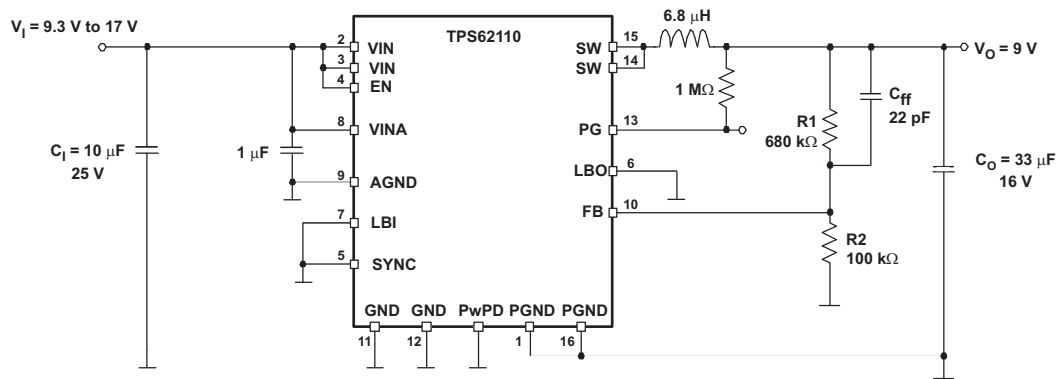 V_I = 9.3 V to 17 V
TPS62110
6.8 μH
V_O = 9 V
2 VIN
3 VIN
4 EN
8 VINA
9 AGND
7 LBI
5 SYNC
SW 15
SW 14
PG 13
LBO 6
FB 10
1 MΩ
C_ff
22 pF
R1
680 kΩ
C_I = 10 μF
25 V
1 μF
C_O = 33 μF
16 V
R2
100 kΩ
GND GND PwPD PGND PGND
11 12 1 16